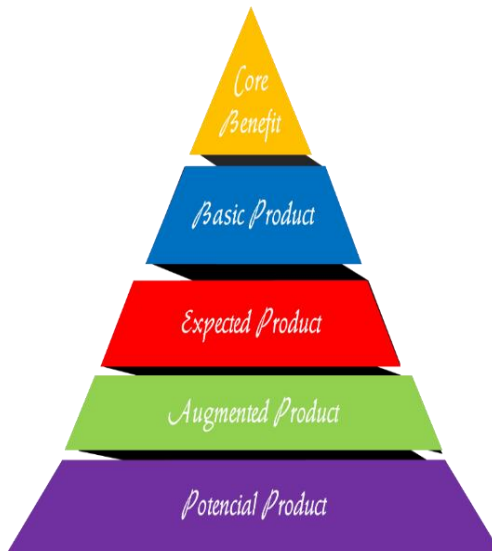 Core
Benefit
Basic Product
Expected Product
Augmented Product
Potencial Product